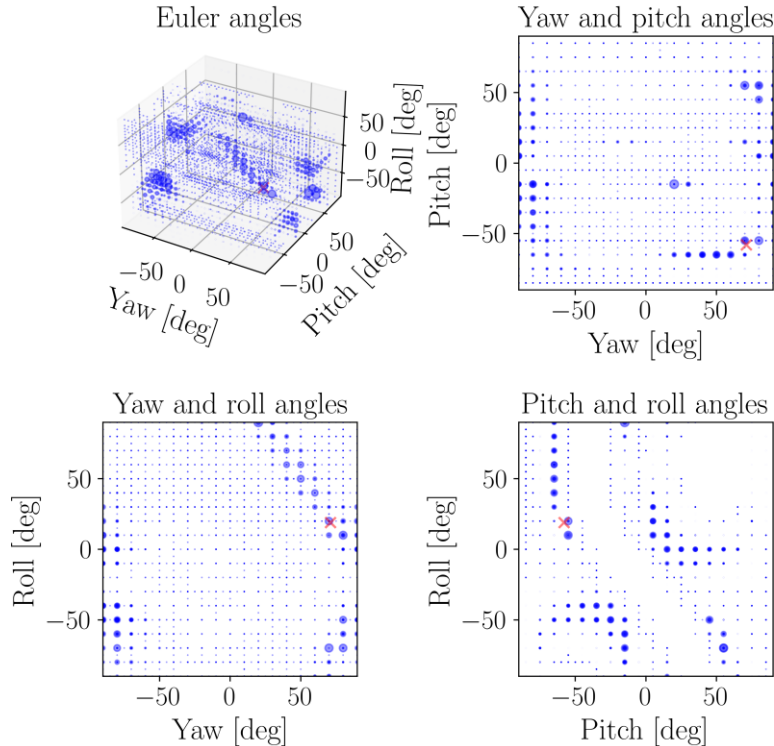 Euler angles
50
0
−50
Roll [deg]
−50
0
50
Yaw [deg]
−50
0
50
Pitch [deg]
Yaw and pitch angles
50
0
−50
Pitch [deg]
−50
0
50
Yaw [deg]
Yaw and roll angles
50
0
−50
Roll [deg]
−50
0
50
Yaw [deg]
Pitch and roll angles
50
0
−50
Roll [deg]
−50
0
50
Pitch [deg]